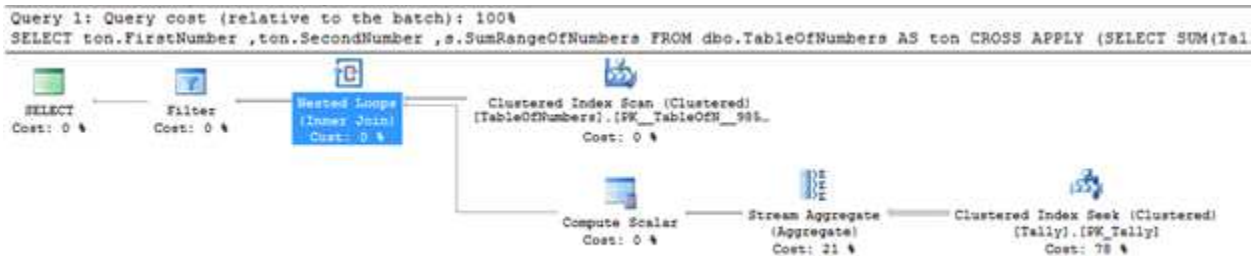 Query 1: Query cost (relative to the batch): 100%
SELECT ton.FirstNumber ,ton.SecondNumber ,s.SumRangeOfNumbers FROM dbo.TableOfNumbers AS ton CROSS APPLY (SELECT SUM(Tal
SELECT
Cost: 0 %
Filter
Cost: 0 %
Nested Loops
(Inner Join)
Cost: 0 %
Clustered Index Scan (Clustered)
[TableOfNumbers].[PK__TableOfN__985…
Cost: 0 %
Compute Scalar
Cost: 0 %
Stream Aggregate
(Aggregate)
Cost: 21 %
Clustered Index Seek (Clustered)
[Tally].[PK_Tally]
Cost: 78 %